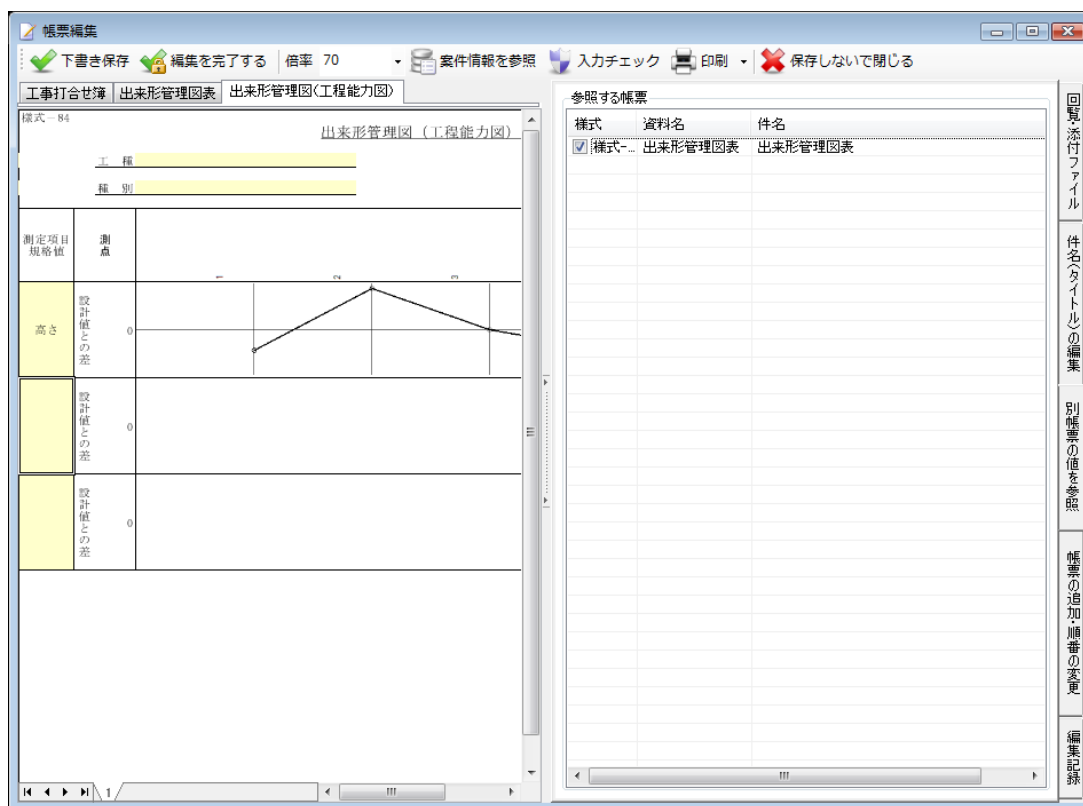 帳票編集
下書き保存 編集を完了する 倍率 70 案件情報を参照 入力チェック 印刷 保存しないで閉じる
工事打合せ簿 出来形管理図表 出来形管理図(工程能力図)
様式－84
出来形管理図（工程能力図）
工 種
種 別
測定項目
規格値
測点
1 2 3
高さ
設計値との差
0
設計値との差
0
設計値との差
0
1
参照する帳票
様式 資料名 件名
様式-... 出来形管理図表 出来形管理図表
回覧・添付ファイル
件名(タイトル)の編集
別帳票の値を参照
帳票の追加・順番の変更
編集記録